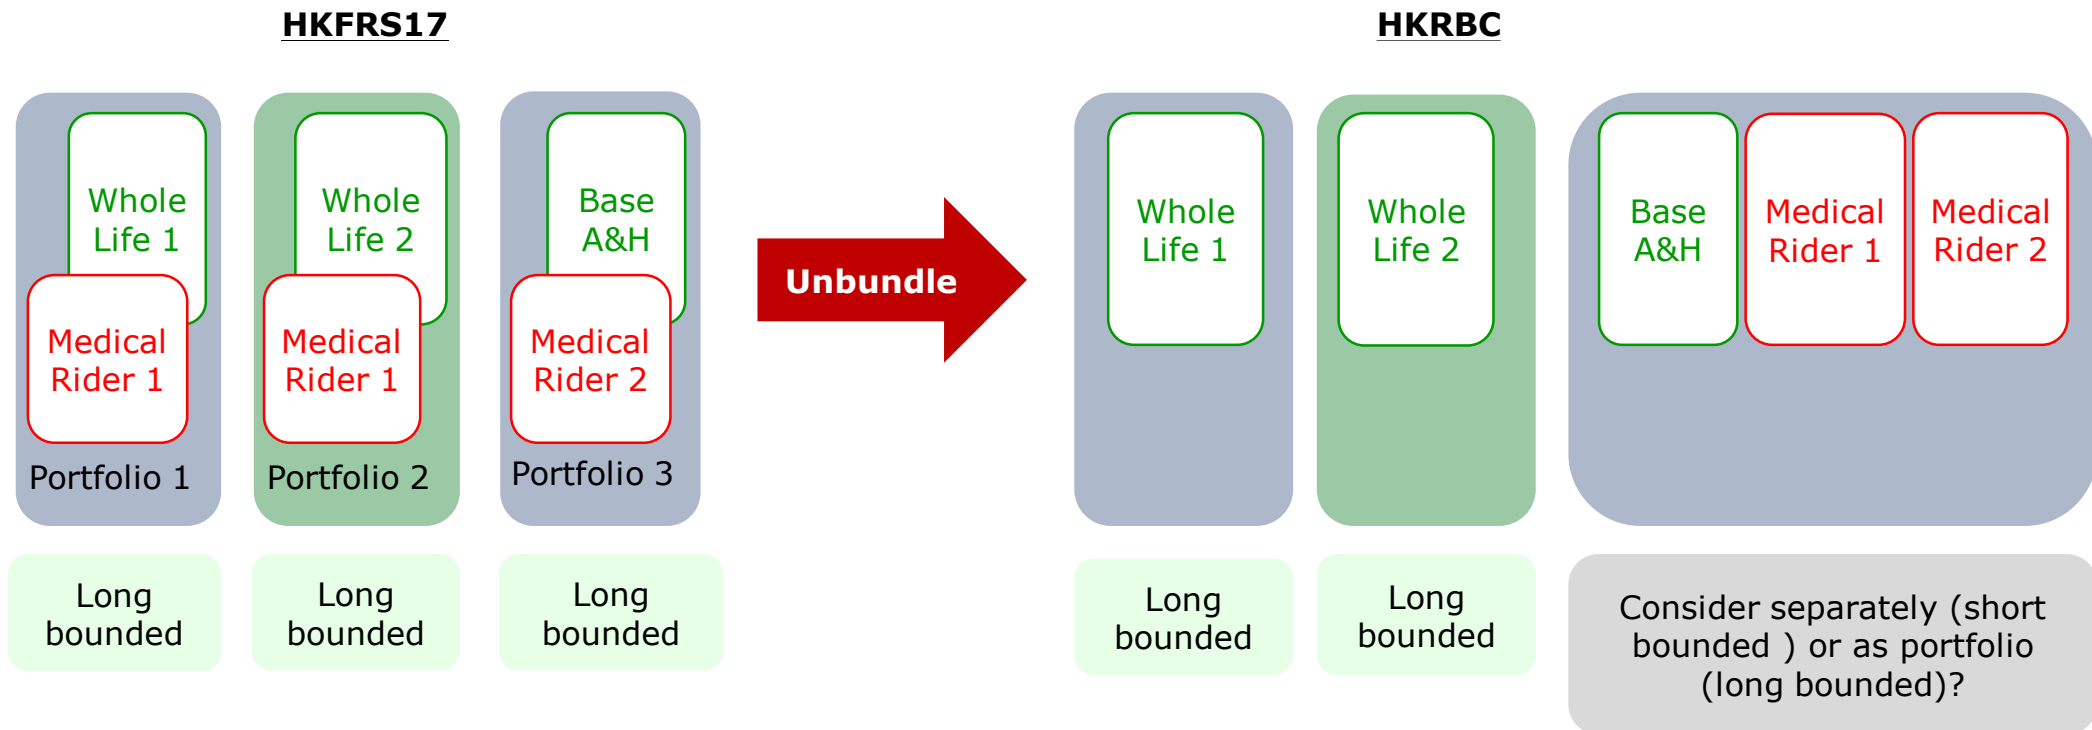 HKFRS17
Whole
Life 1
Medical
Rider 1
Portfolio 1
Long
bounded
Whole
Life 2
Medical
Rider 1
Portfolio 2
Long
bounded
Base
A&H
Medical
Rider 2
Portfolio 3
Long
bounded
Unbundle
HKRBC
Whole
Life 1
Long
bounded
Whole
Life 2
Long
bounded
Base
A&H
Medical
Rider 1
Medical
Rider 2
Consider separately (short
bounded ) or as portfolio
(long bounded)?